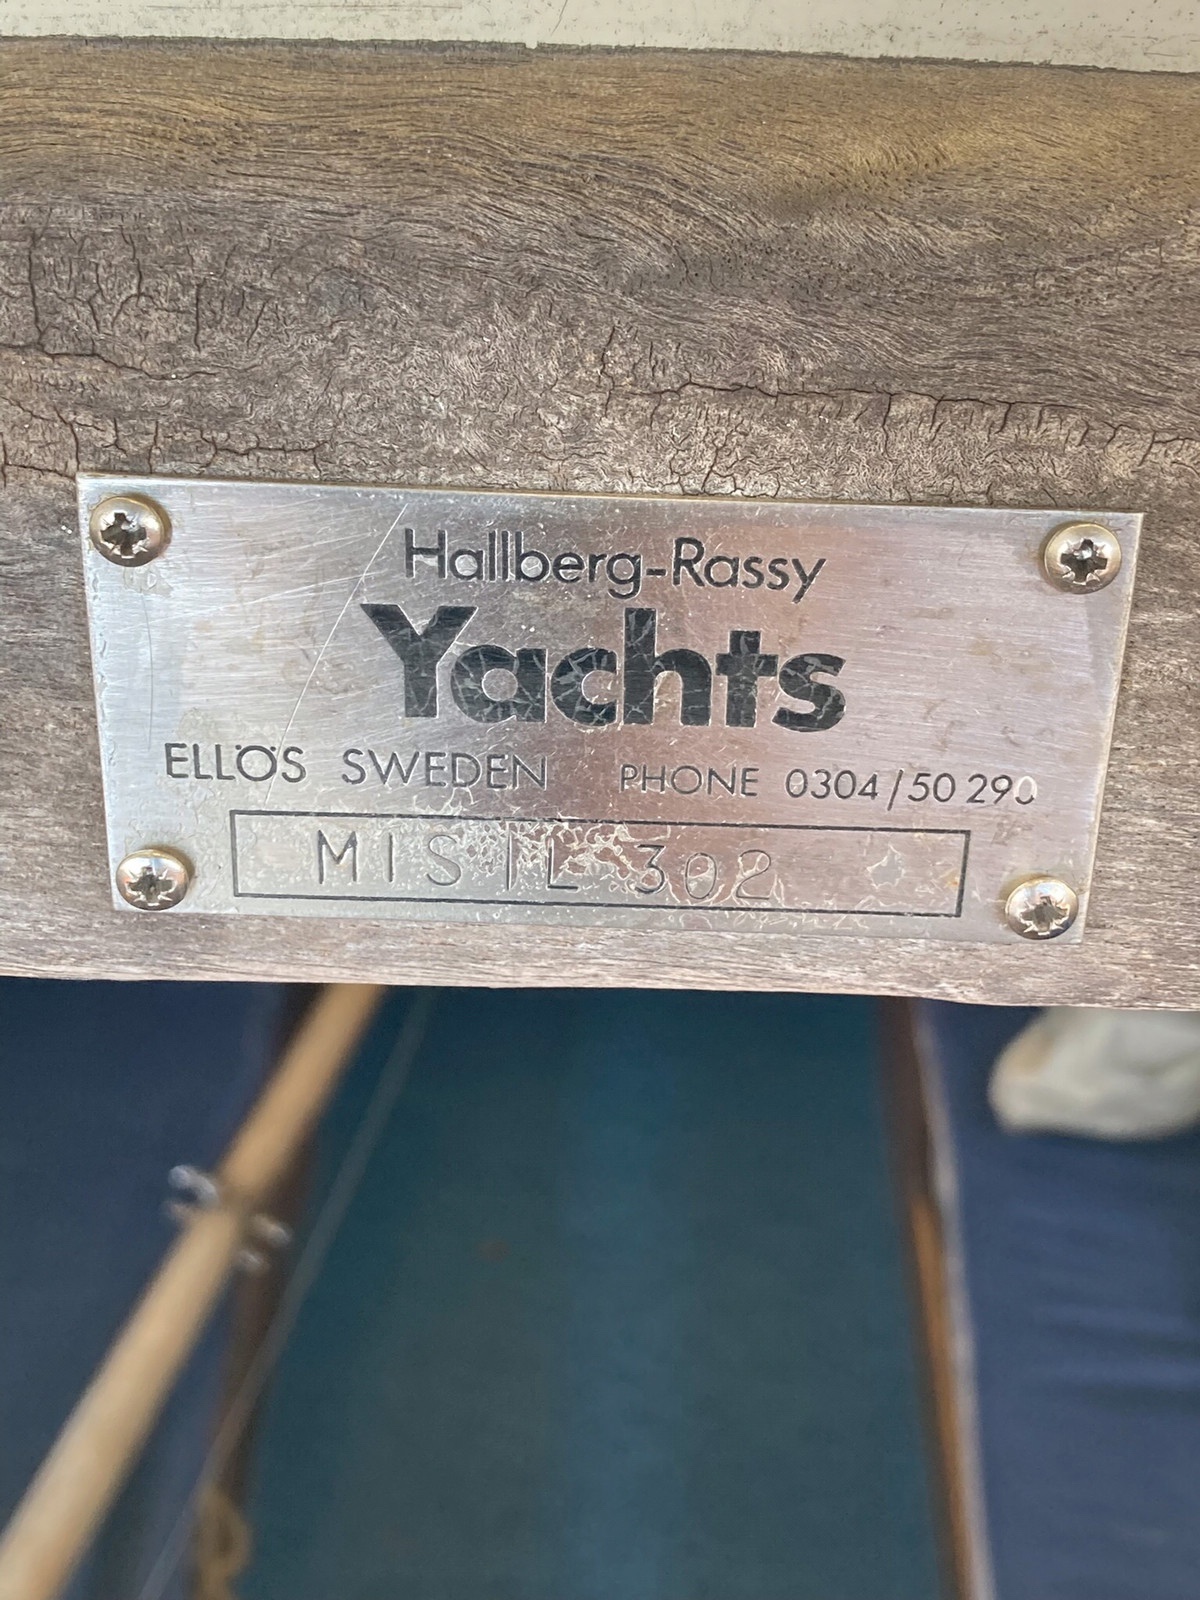 Hallberg-Rassy
Yachts
ELLÖS SWEDEN PHONE 0304/50 290
MISIL 302